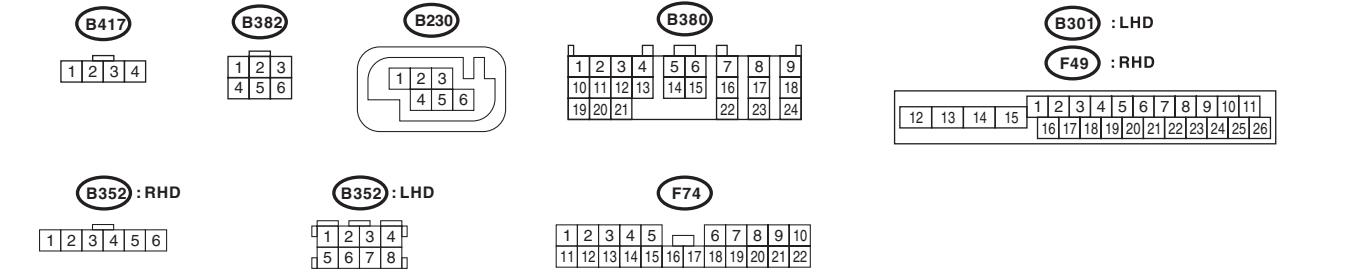 B417
1 2 3 4
B382
1 2 3
4 5 6
B230
1 2 3
4 5 6
B380
1 2 3 4 5 6 7 8 9
10 11 12 13 14 15 16 17 18
19 20 21 22 23 24
B301 : LHD
F49 : RHD
1 2 3 4 5 6 7 8 9 10 11
12 13 14 15
16 17 18 19 20 21 22 23 24 25 26
B352 : RHD
1 2 3 4 5 6
B352 : LHD
1 2 3 4
5 6 7 8
F74
1 2 3 4 5 6 7 8 9 10
11 12 13 14 15 16 17 18 19 20 21 22